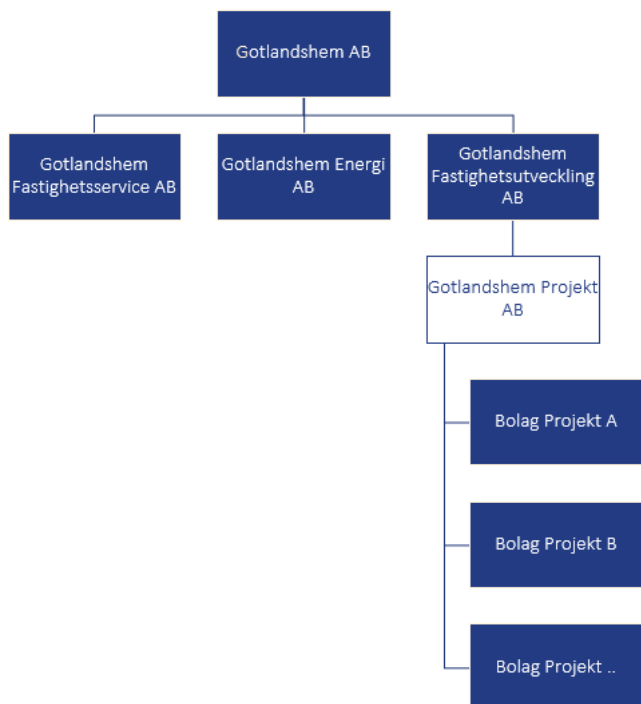 Gotlandshem AB
Gotlandshem
Fastighetsservice AB
Gotlandshem Energi
AB
Gotlandshem
Fastighetsutveckling
AB
Gotlandshem Projekt
AB
Bolag Projekt A
Bolag Projekt B
Bolag Projekt ..